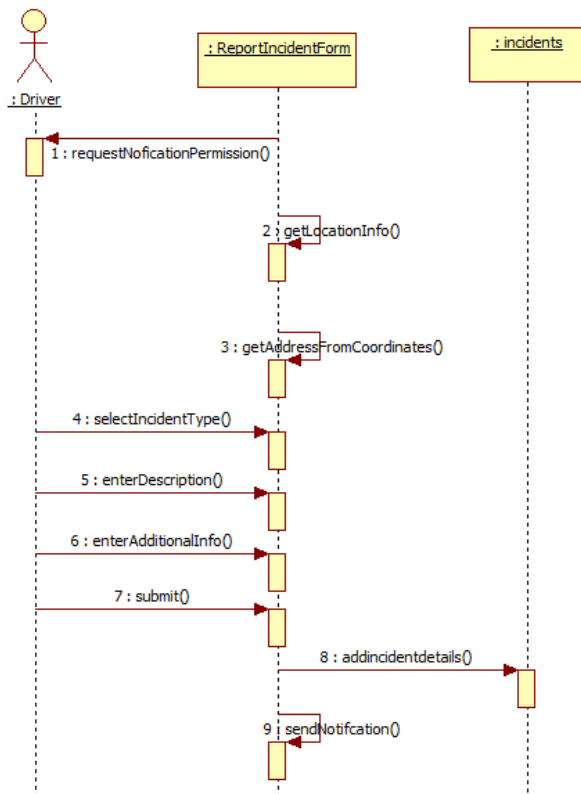 : ReportIncidentForm
: incidents
: Driver
1 : requestNoficationPermission()
2 : getLocationInfo()
3 : getAddressFromCoordinates()
4 : selectIncidentType()
5 : enterDescription()
6 : enterAdditionalInfo()
7 : submit()
8 : addincidentdetails()
9 : sendNotifcation()